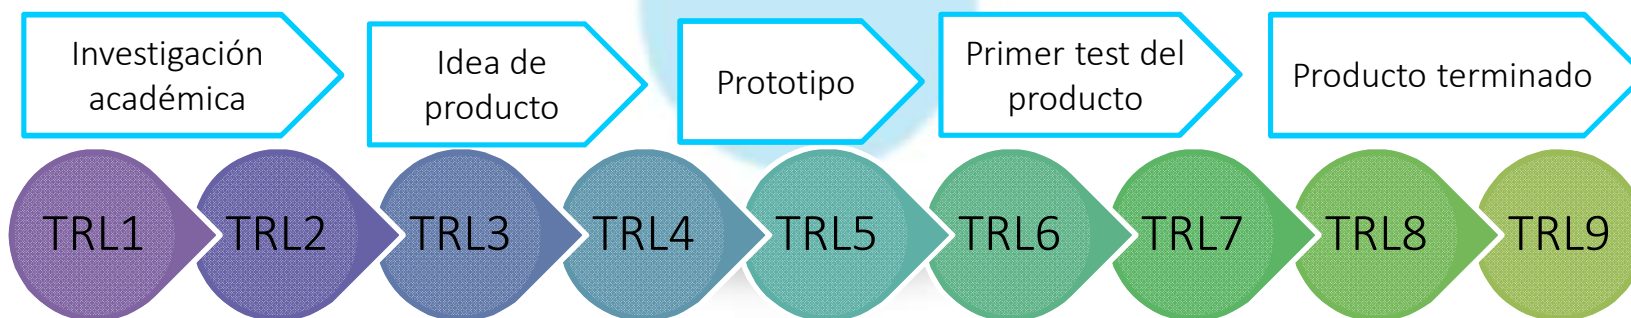 Investigación
académica
Idea de
producto
Prototipo
Primer test del
producto
Producto terminado
TRL1
TRL2
TRL3
TRL4
TRL5
TRL6
TRL7
TRL8
TRL9